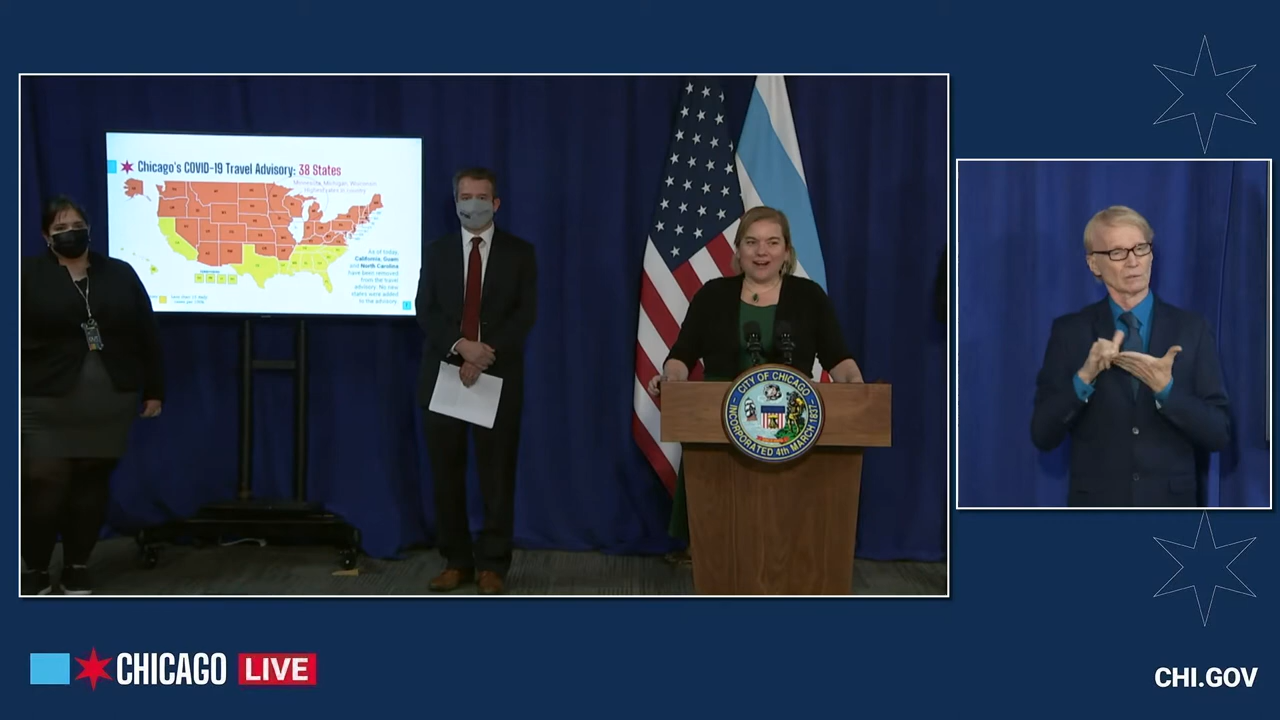 Chicago's COVID-19 Travel Advisory: 38 States
Minnesota, Michigan, Wisconsin,
As of today,
California, Guam
and North Carolina
have been removed
from the travel
advisory. No new
states were added
to the advisory.
CITY OF CHICAGO
INCORPORATED 4th MARCH 1837
CHICAGO LIVE
CHI.GOV